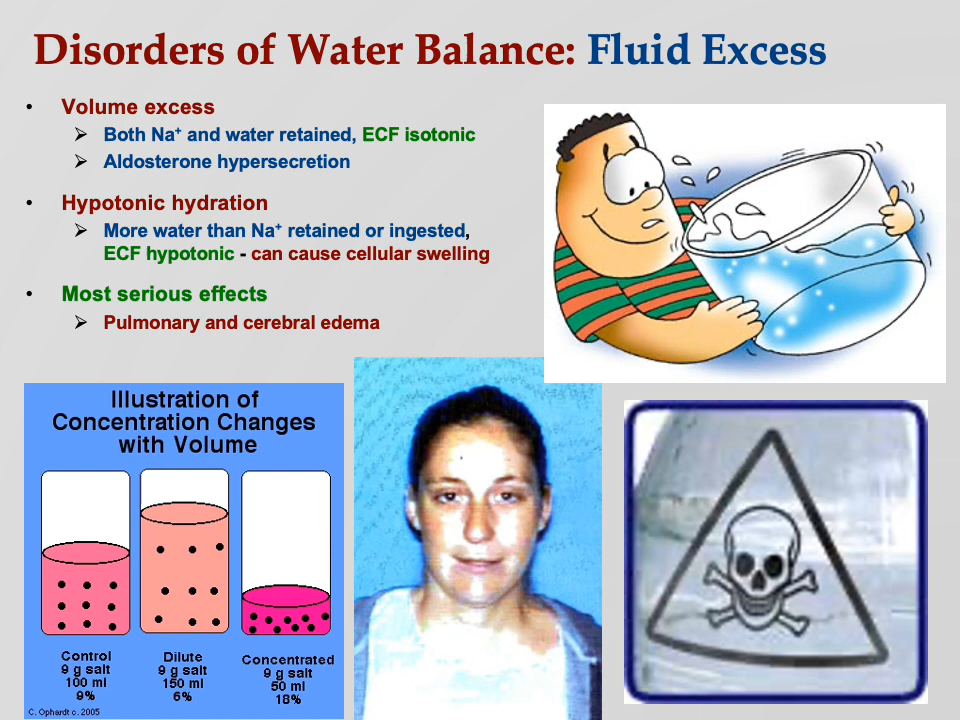 Disorders of Water Balance: Fluid Excess
• Volume excess
➢ Both Na⁺ and water retained, ECF isotonic
➢ Aldosterone hypersecretion
• Hypotonic hydration
➢ More water than Na⁺ retained or ingested,
ECF hypotonic - can cause cellular swelling
• Most serious effects
➢ Pulmonary and cerebral edema
Illustration of
Concentration Changes
with Volume
Control
9 g salt
100 ml
9%
Dilute
9 g salt
150 ml
6%
Concentrated
9 g salt
50 ml
18%
C. Ophardt c. 2005